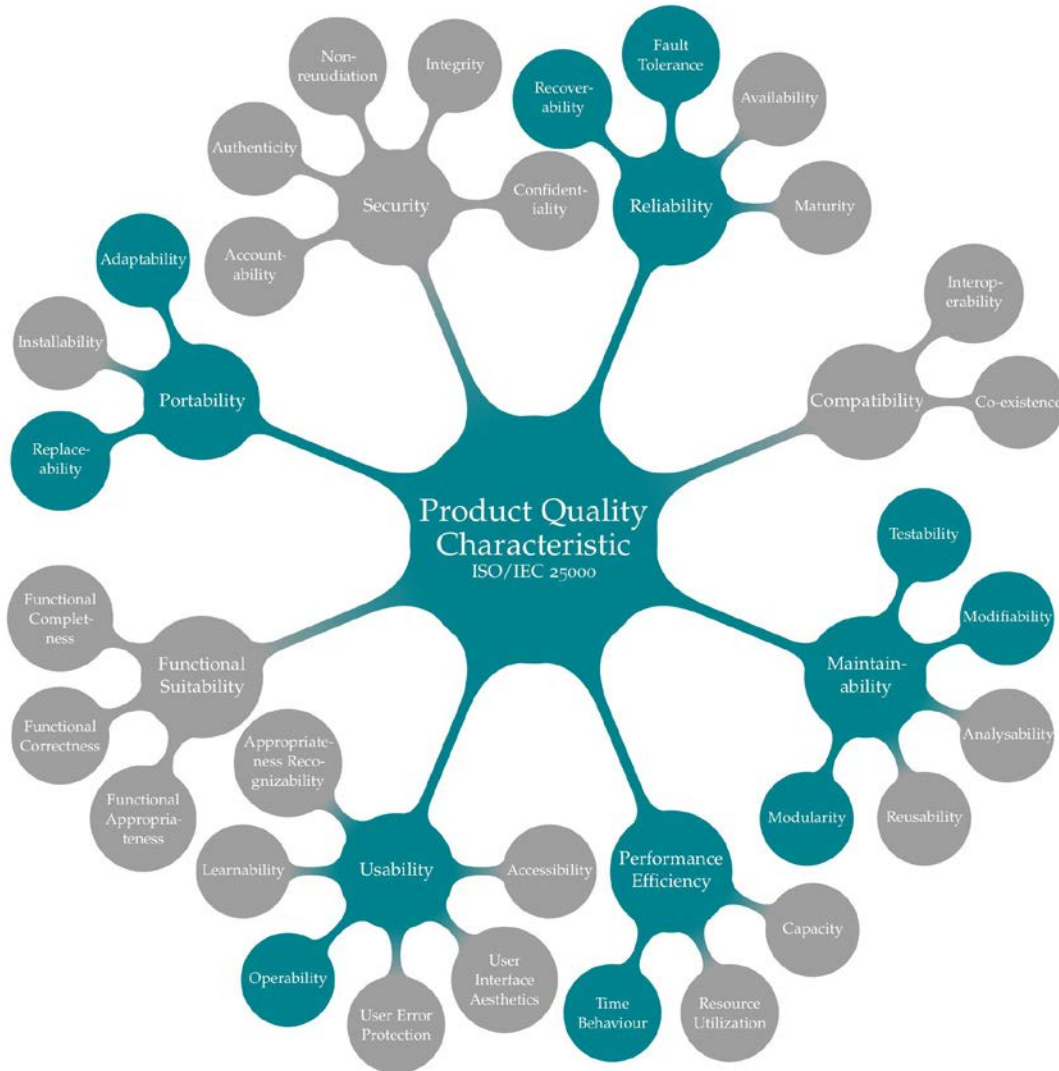 Product Quality
Characteristic
ISO/IEC 25000
Security
Non-
reuudiation
Integrity
Authenticity
Confident-
iality
Account-
ability
Reliability
Recover-
ability
Fault
Tolerance
Availability
Maturity
Compatibility
Interop-
erability
Co-existence
Maintain-
ability
Testability
Modifiability
Analysability
Reusability
Modularity
Performance
Efficiency
Capacity
Resource
Utilization
Time
Behaviour
Usability
Accessibility
User
Interface
Aesthetics
User Error
Protection
Operability
Learnability
Appropriate-
ness Reco-
gnizability
Functional
Suitability
Functional
Appropria-
teness
Functional
Correctness
Functional
Complet-
ness
Portability
Replace-
ability
Installability
Adaptability